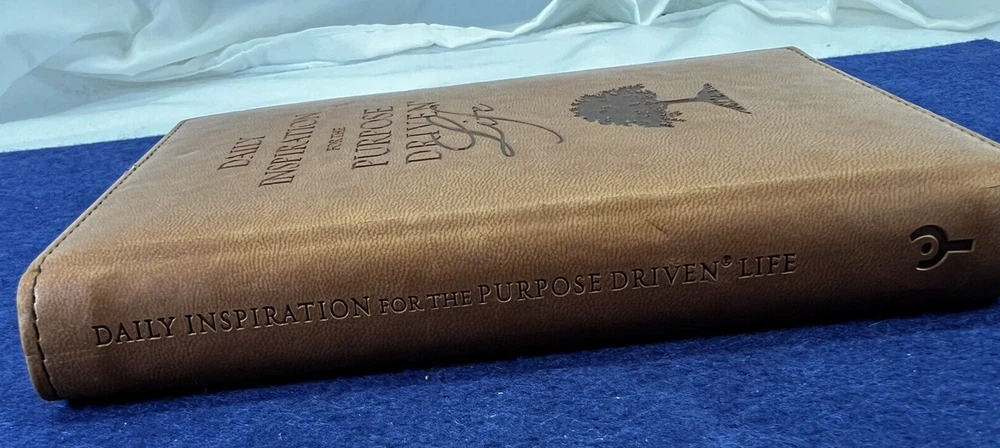 DAILY
INSPIRATION
FOR THE
PURPOSE
DRIVEN
Life
DAILY INSPIRATION FOR THE PURPOSE DRIVEN® LIFE